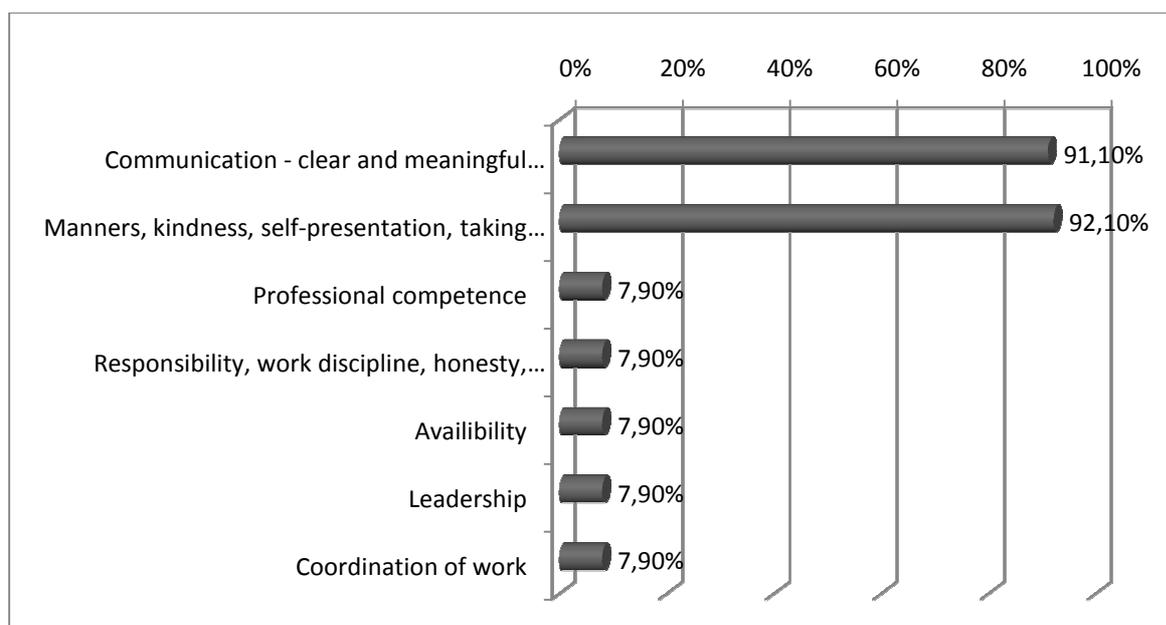 0% 20% 40% 60% 80% 100%
Communication - clear and meaningful... 91,10%
Manners, kindness, self-presentation, taking... 92,10%
Professional competence 7,90%
Responsibility, work discipline, honesty,... 7,90%
Availibility 7,90%
Leadership 7,90%
Coordination of work 7,90%